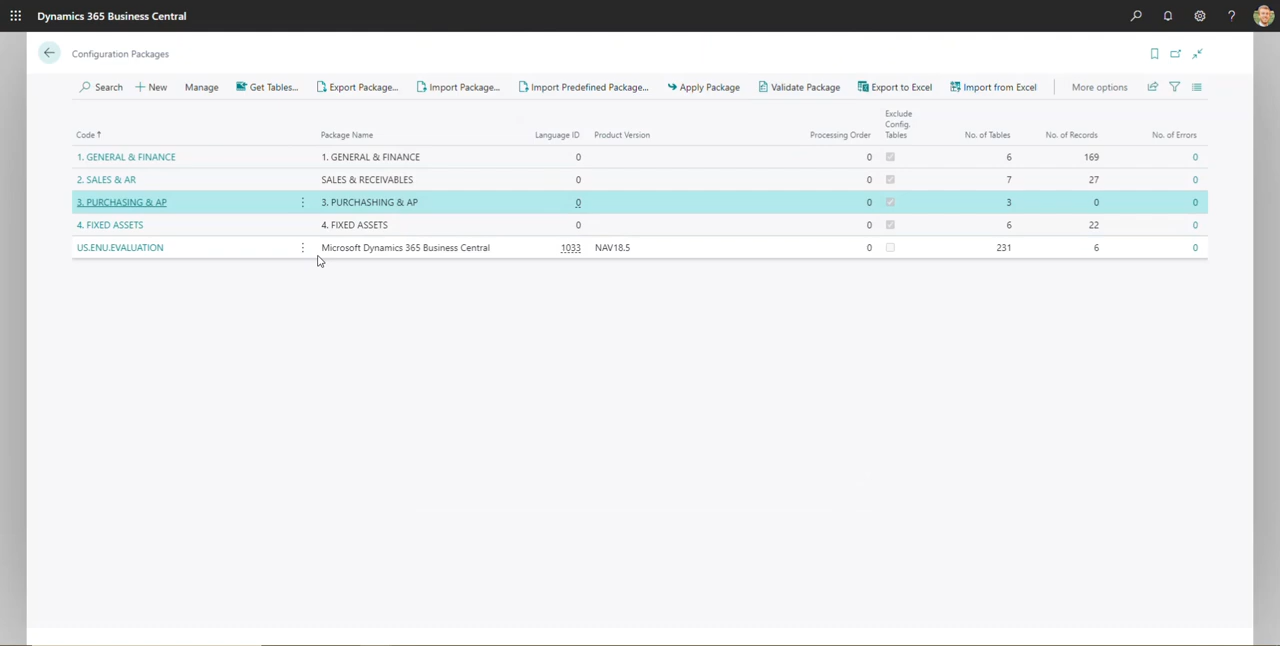 Dynamics 365 Business Central
?
Configuration Packages
Search + New Manage Get Tables... Export Package... Import Package... Import Predefined Package... Apply Package Validate Package Export to Excel Import from Excel More options
Code ↑ Package Name Language ID Product Version Processing Order Exclude Config. Tables No. of Tables No. of Records No. of Errors
1. GENERAL & FINANCE 1. GENERAL & FINANCE 0 0 6 169 0
2. SALES & AR SALES & RECEIVABLES 0 0 7 27 0
3. PURCHASING & AP 3. PURCHASHING & AP 0 0 3 0 0
4. FIXED ASSETS 4. FIXED ASSETS 0 0 6 22 0
US.ENU.EVALUATION Microsoft Dynamics 365 Business Central 1033 NAV18.5 0 231 6 0